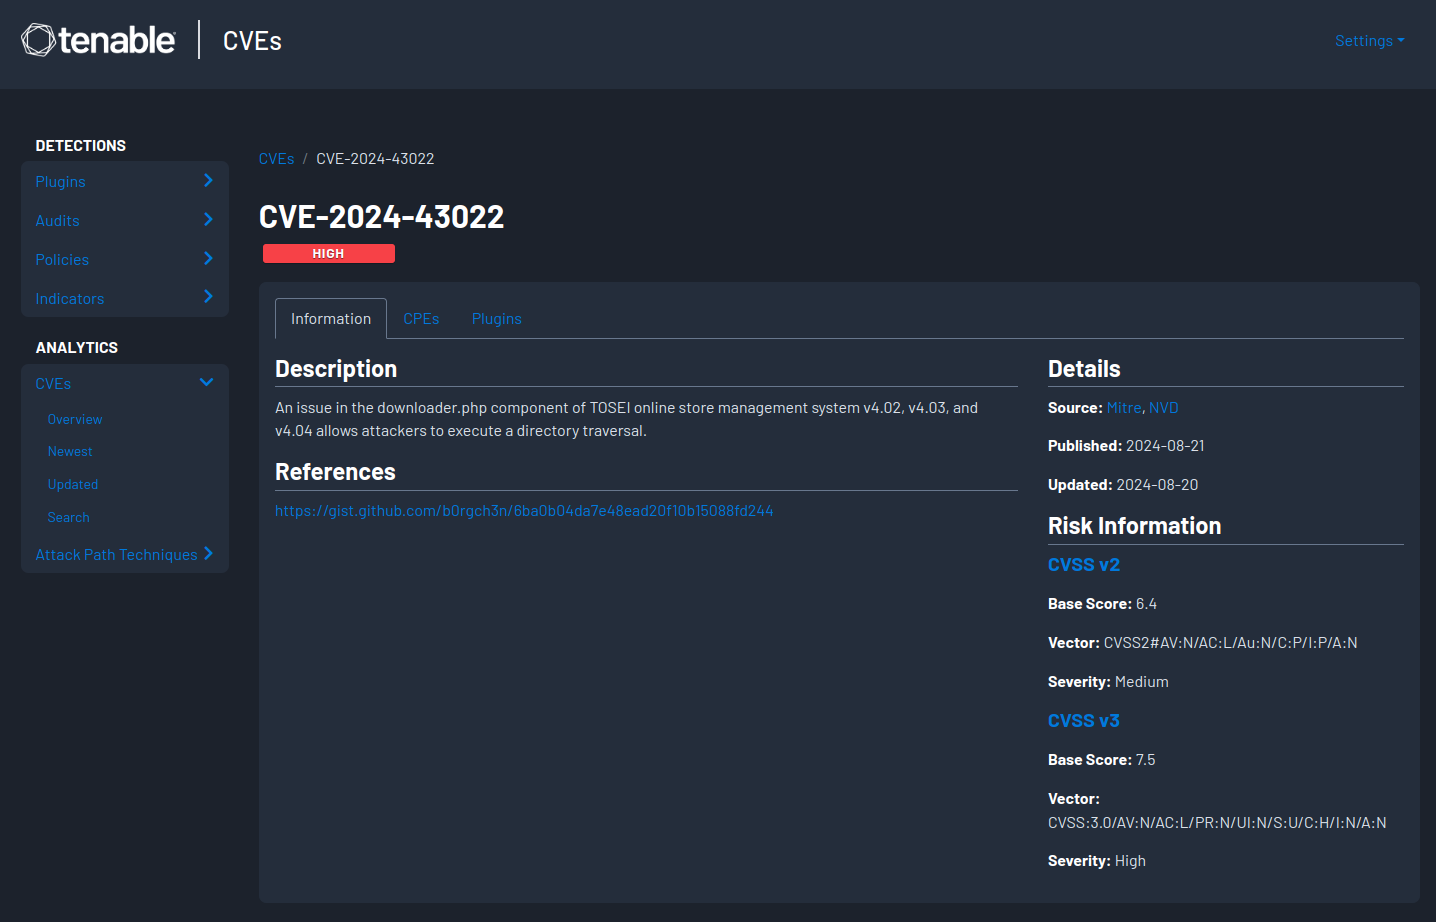 tenable
CVEs
Settings
DETECTIONS
Plugins
Audits
Policies
Indicators
ANALYTICS
CVEs
Overview
Newest
Updated
Search
Attack Path Techniques
CVEs / CVE-2024-43022
CVE-2024-43022
HIGH
Information CPEs Plugins
Description
An issue in the downloader.php component of TOSEI online store management system v4.02, v4.03, and
v4.04 allows attackers to execute a directory traversal.
References
https://gist.github.com/b0rgch3n/6ba0b04da7e48ead20f10b15088fd244
Details
Source: Mitre, NVD
Published: 2024-08-21
Updated: 2024-08-20
Risk Information
CVSS v2
Base Score: 6.4
Vector: CVSS2#AV:N/AC:L/Au:N/C:P/I:P/A:N
Severity: Medium
CVSS v3
Base Score: 7.5
Vector:
CVSS:3.0/AV:N/AC:L/PR:N/UI:N/S:U/C:H/I:N/A:N
Severity: High